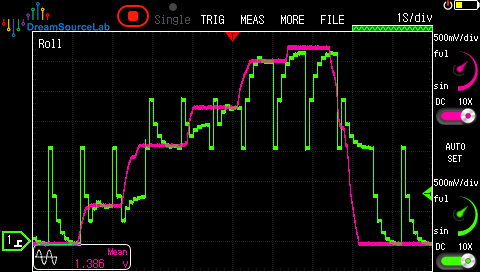 DreamSourceLab
Single
TRIG
MEAS
MORE
FILE
1S/div
Roll
500mV/div
ful
sin
DC 10X
AUTO
SET
500mV/div
ful
sin
DC 10X
1
Mean
1.386 V